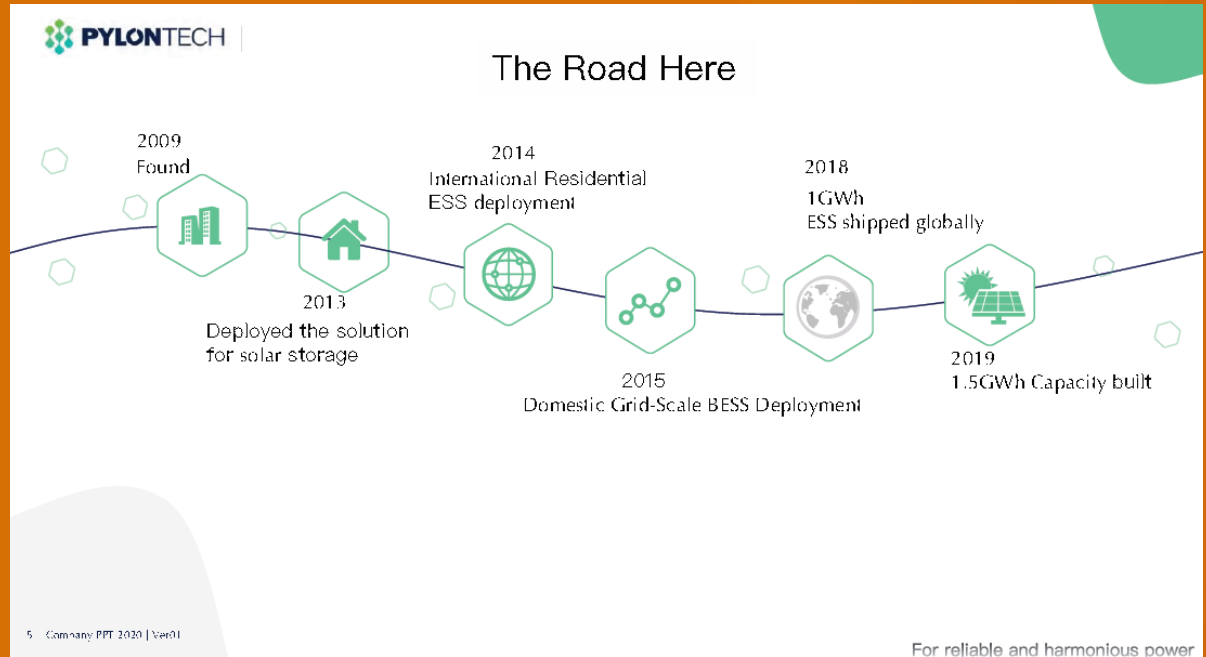 PYLONTECH
The Road Here
2009
Found
2013
Deployed the solution
for solar storage
2014
International Residential
ESS deployment
2015
Domestic Grid-Scale BESS Deployment
2018
1GWh
ESS shipped globally
2019
1.5GWh Capacity built
5 Company PPT 2020 | Ver01
For reliable and harmonious power